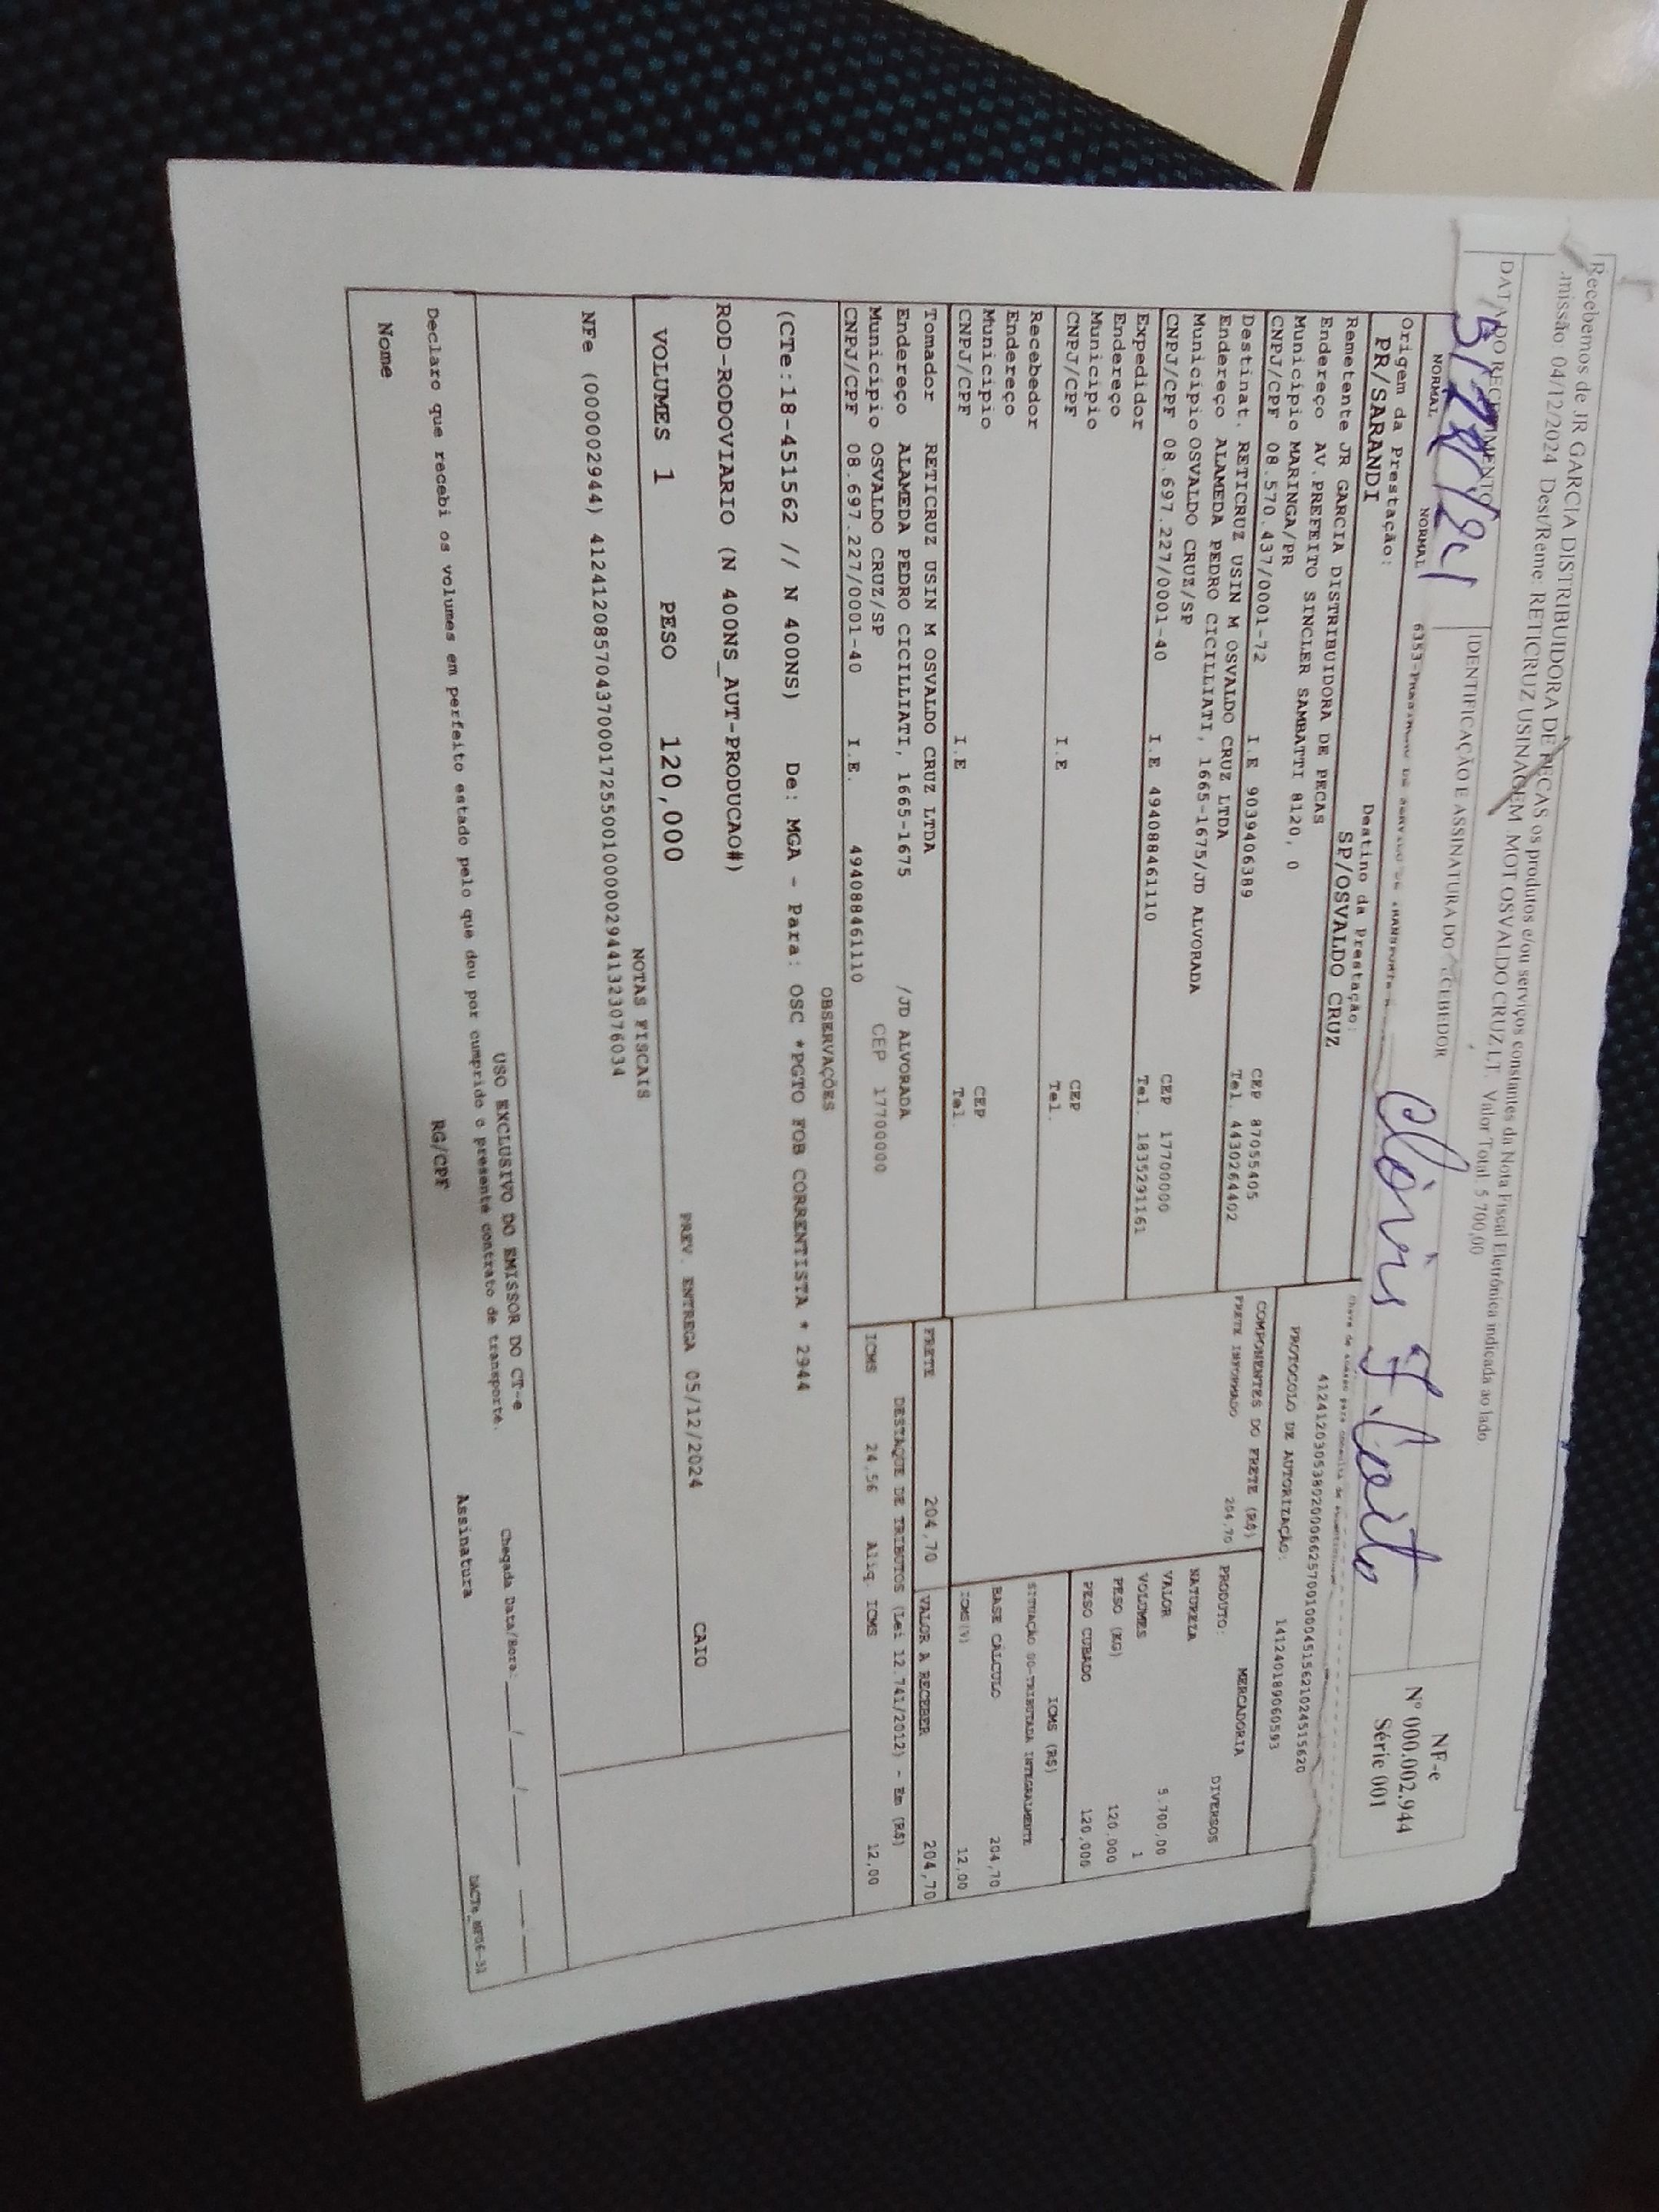 Recebemos de JR GARCIA DISTRIBUIDORA DE PECAS os produtos e/ou serviços constantes da Nota Fiscal Eletrônica indicada ao lado
missão: 04/12/2024 Dest/Reme: RETICRUZ USINAGEM MOT OSVALDO CRUZ LT Valor Total: 5.700,00
DATA DO RECEBIMENTO
IDENTIFICAÇÃO E ASSINATURA DO RECEBEDOR
NF-e
Nº 000.002.944
Série 001
NORMAL NORMAL
Origem da Prestação: Destino da Prestação:
PR/SARANDI SP/OSVALDO CRUZ
Remetente JR GARCIA DISTRIBUIDORA DE PECAS
Endereço AV.PREFEITO SINCLER SAMBATTI 8120, 0
Municipio MARINGA/PR CEP 87055405
CNPJ/CPF 08.570.437/0001-72 I.E 9039406389 Tel. 4430264402
Destinat. RETICRUZ USIN M OSVALDO CRUZ LTDA
Endereço ALAMEDA PEDRO CICILLIATI, 1665-1675/JD ALVORADA
Municipio OSVALDO CRUZ/SP CEP 17700000
CNPJ/CPF 08.697.227/0001-40 I.E 494088461110 Tel. 1835291161
Expedidor
Endereço
Municipio CEP
CNPJ/CPF I.E Tel.
Recebedor
Endereço
Municipio CEP
CNPJ/CPF I.E Tel.
Tomador RETICRUZ USIN M OSVALDO CRUZ LTDA
Endereço ALAMEDA PEDRO CICILLIATI, 1665-1675 /JD ALVORADA
Municipio OSVALDO CRUZ/SP CEP 17700000
CNPJ/CPF 08.697.227/0001-40 I.E. 494088461110
PROTOCOLO DE AUTORIZAÇÃO: 141240189060593
COMPONENTES DO FRETE (R$)
FRETE INFORMADO 204,70
MERCADORIA
PRODUTO: DIVERSOS
NATUREZA
VALOR 5.700,00
VOLUMES 1
PESO (KG) 120,000
PESO CUBADO 120,000
ICMS (R$)
SITUAÇÃO 00-TRIBUTADA INTEGRALMENTE
BASE CÁLCULO 204,70
ICMS(%) 12,00
FRETE 204,70 VALOR A RECEBER 204,70
DESTAQUE DE TRIBUTOS (Lei 12.741/2012) - Em (R$)
ICMS 24,56 Aliq. ICMS 12,00
OBSERVAÇÕES
(CTe:18-451562 // N 400NS) De: MGA - Para: OSC *PGTO FOB CORRENTISTA * 2944
ROD-RODOVIARIO (N 400NS_AUT-PRODUCAO#)
VOLUMES 1 PESO 120,000 PREV. ENTREGA 05/12/2024 CAIO
NOTAS FISCAIS
NFe (000002944) 41241208570437000172550010000029441323076034
USO EXCLUSIVO DO EMISSOR DO CT-e
Declaro que recebi os volumes em perfeito estado pelo que dou por cumprido o presente contrato de transporte.
Chegada Data/Hora: ___/___/___
Nome RG/CPF Assinatura